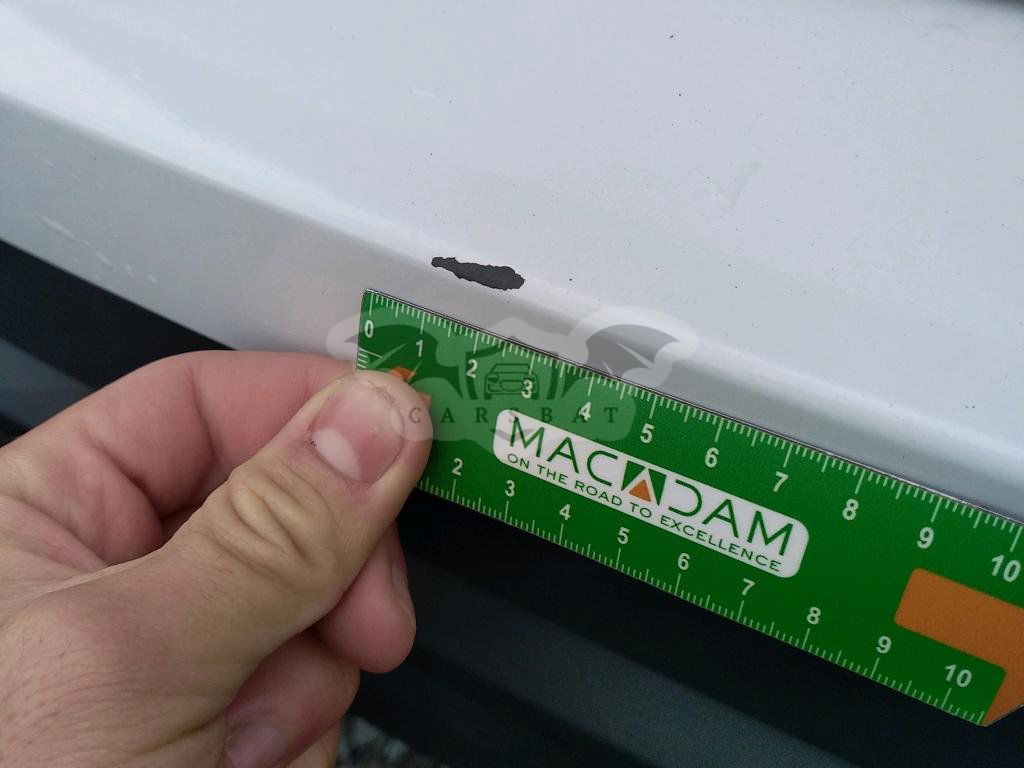 0 1 2 3 4 5 6 7 8 9 10
CARSBAT
MACADAM
ON THE ROAD TO EXCELLENCE
2 3 4 5 6 7 8 9 10